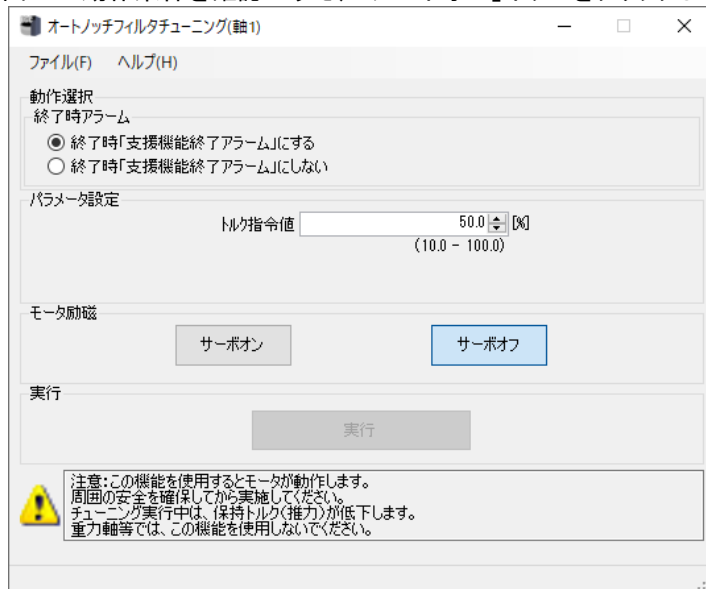 オートノッチフィルタチューニング(軸1)
ファイル(F) ヘルプ(H)
動作選択
終了時アラーム
終了時「支援機能終了アラーム」にする
終了時「支援機能終了アラーム」にしない
パラメータ設定
トルク指令値 50.0 [%]
(10.0 - 100.0)
モータ励磁
サーボオン サーボオフ
実行
実行
注意:この機能を使用するとモータが動作します。
周囲の安全を確保してから実施してください。
チューニング実行中は、保持トルク(推力)が低下します。
重力軸等では、この機能を使用しないでください。